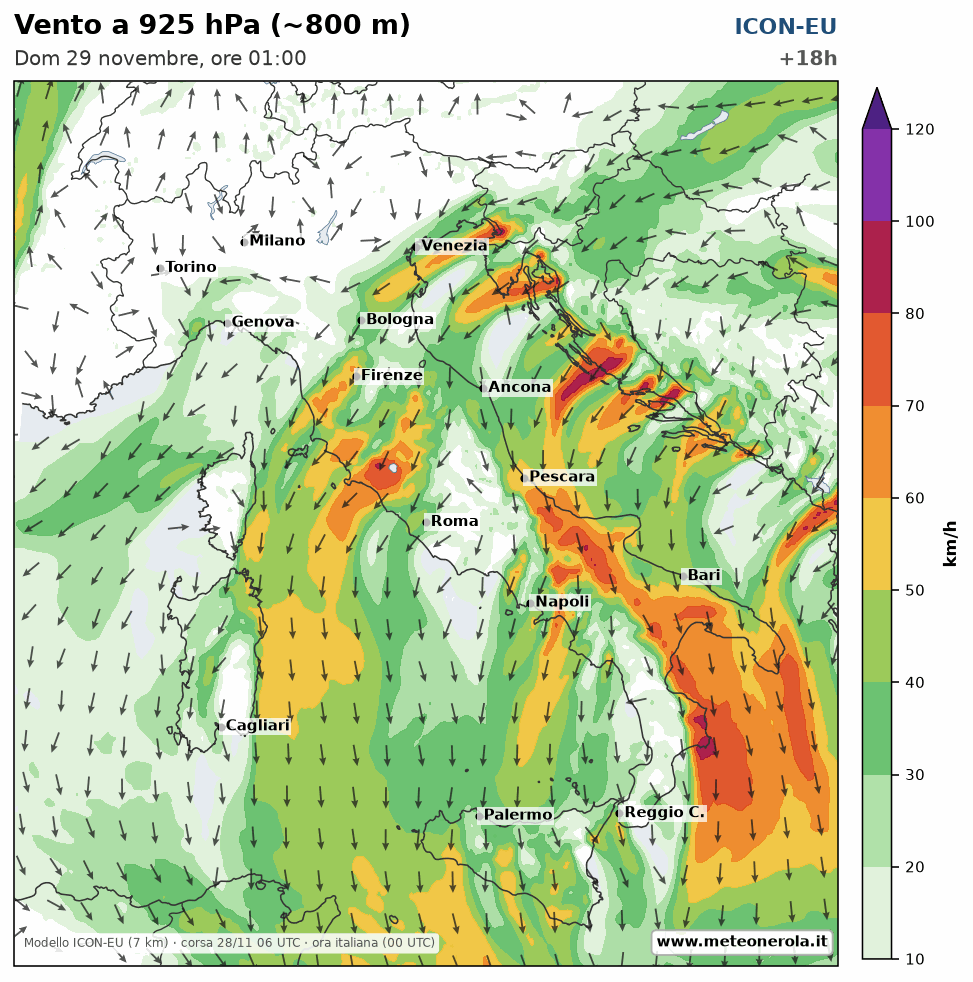 Vento a 925 hPa (~800 m)
ICON-EU
Dom 29 novembre, ore 01:00
+18h
120
100
80
70
60
50
40
30
20
10
km/h
Milano
Venezia
Torino
Genova
Bologna
Firenze
Ancona
Pescara
Roma
Bari
Napoli
Cagliari
Palermo
Reggio C.
Modello ICON-EU (7 km) · corsa 28/11 06 UTC · ora italiana (00 UTC)
www.meteonerola.it